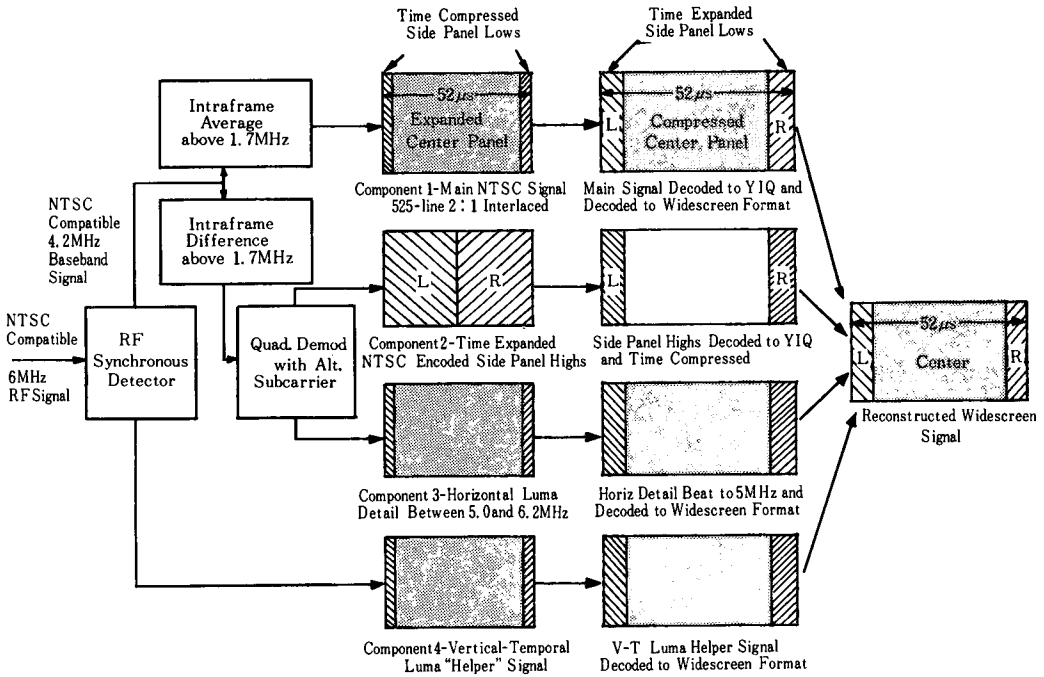 Time Compressed
Side Panel Lows
Time Expanded
Side Panel Lows
Intraframe
Average
above 1.7MHz
52μs
Expanded
Center Panel
L
52μs
Compressed
Center Panel
R
Component 1-Main NTSC Signal
525-line 2:1 Interlaced
Main Signal Decoded to YIQ and
Decoded to Widescreen Format
NTSC
Compatible
4.2MHz
Baseband
Signal
Intraframe
Difference
above 1.7MHz
L
R
L
R
Component 2-Time Expanded
NTSC Encoded Side Panel Highs
Side Panel Highs Decoded to YIQ
and Time Compressed
NTSC
Compatible
6MHz
RF Signal
RF
Synchronous
Detector
Quad. Demod
with Alt.
Subcarrier
52μs
L
Center
R
Reconstructed Widescreen
Signal
Component 3-Horizontal Luma
Detail Between 5.0 and 6.2MHz
Horiz Detail Beat to 5MHz and
Decoded to Widescreen Format
Component 4-Vertical-Temporal
Luma "Helper" Signal
V-T Luma Helper Signal
Decoded to Widescreen Format